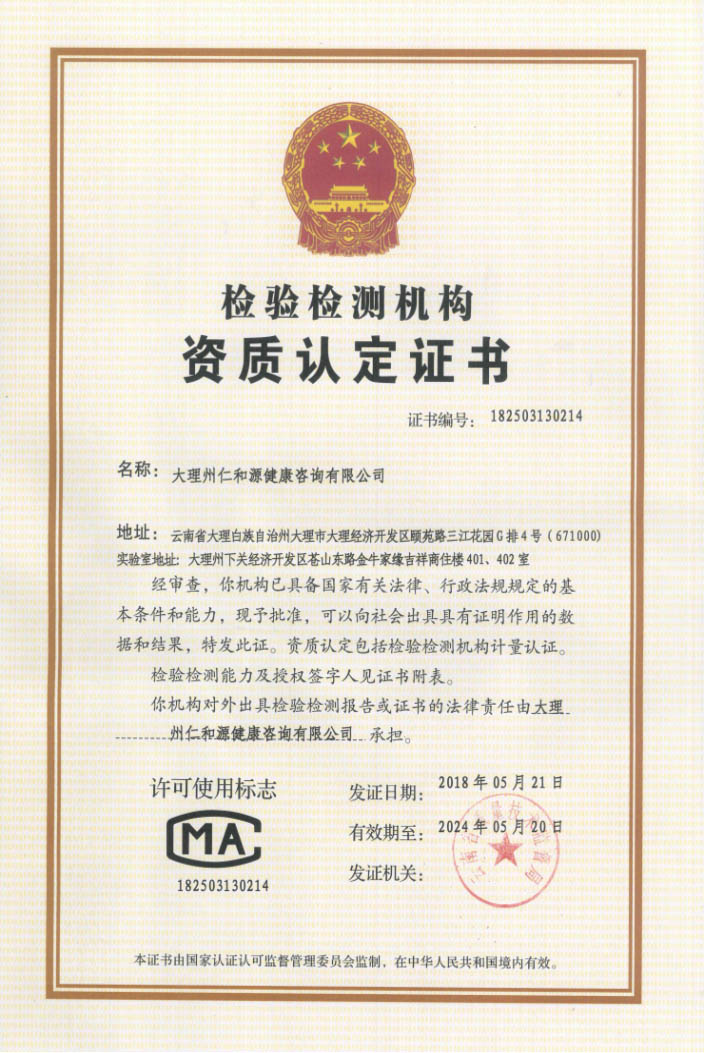 检验检测机构
资质认定证书
证书编号： 182503130214
名称：大理州仁和源健康咨询有限公司
地址：云南省大理白族自治州大理市大理经济开发区颐苑路三江花园G排4号（671000）
实验室地址：大理州下关经济开发区苍山东路金牛家缘吉祥商住楼401、402室
经审查，你机构已具备国家有关法律、行政法规规定的基
本条件和能力，现予批准，可以向社会出具具有证明作用的数
据和结果，特发此证。资质认定包括检验检测机构计量认证。
检验检测能力及授权签字人见证书附表。
你机构对外出具检验检测报告或证书的法律责任由大理
州仁和源健康咨询有限公司 承担。
许可使用标志
MA
182503130214
发证日期：2018年05月21日
有效期至：2024年05月20日
发证机关：
云南省质量技术监督局
本证书由国家认证认可监督管理委员会监制，在中华人民共和国境内有效。